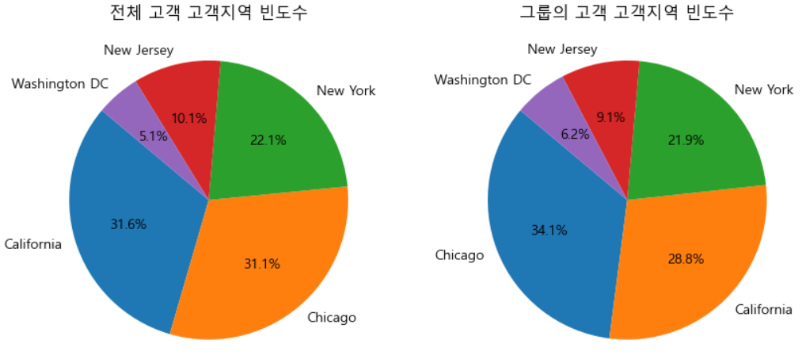 전체 고객 고객지역 빈도수
New Jersey
Washington DC
New York
10.1%
5.1%
22.1%
31.6%
California
31.1%
Chicago
그룹의 고객 고객지역 빈도수
New Jersey
Washington DC
New York
9.1%
6.2%
21.9%
34.1%
Chicago
28.8%
California